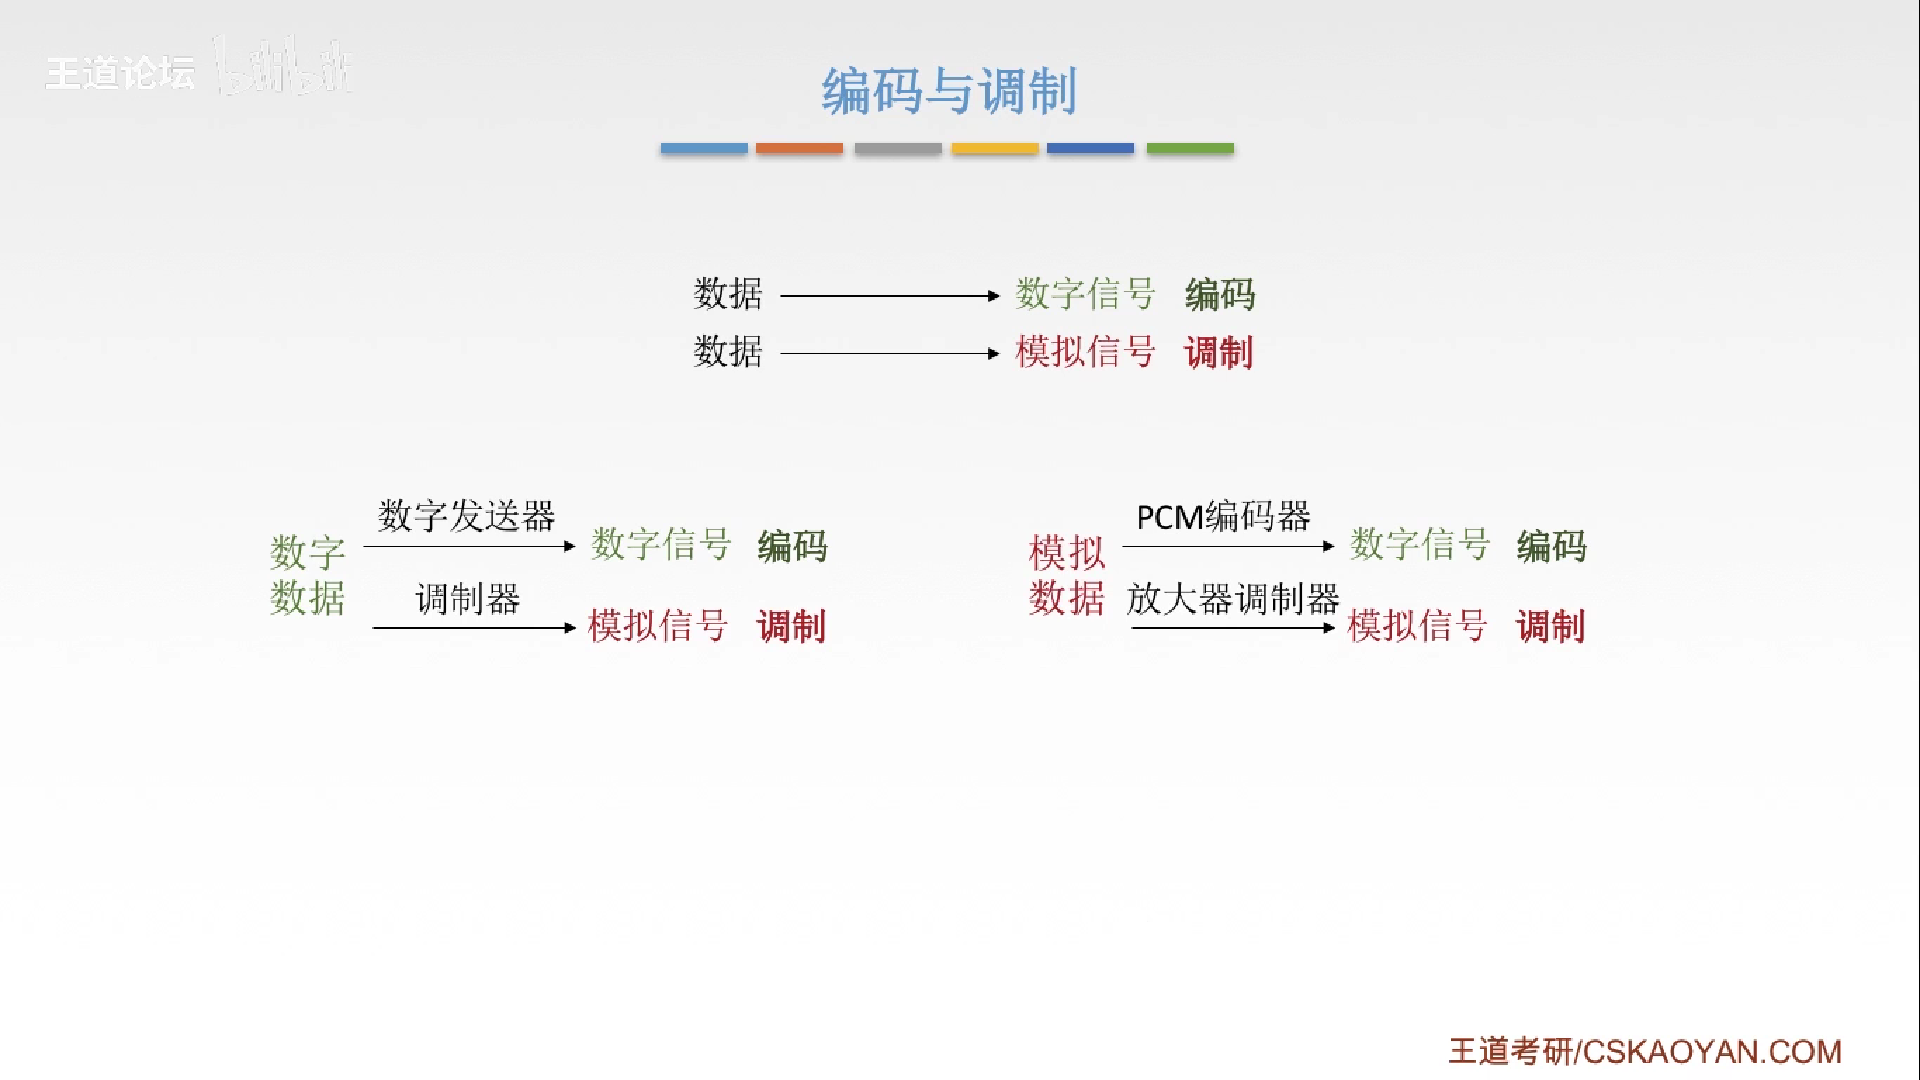 王道论坛 bilibili
编码与调制
数据 数字信号 编码
数据 模拟信号 调制
数字发送器
数字
数据
数字信号 编码
调制器
模拟信号 调制
PCM编码器
模拟
数据
数字信号 编码
放大器调制器
模拟信号 调制
王道考研/CSKAOYAN.COM